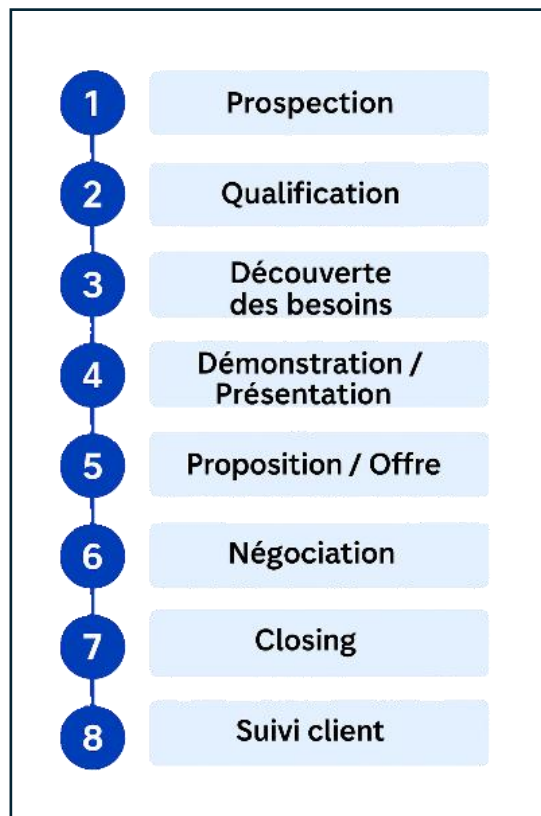 1 Prospection
2 Qualification
3 Découverte
des besoins
4 Démonstration /
Présentation
5 Proposition / Offre
6 Négociation
7 Closing
8 Suivi client